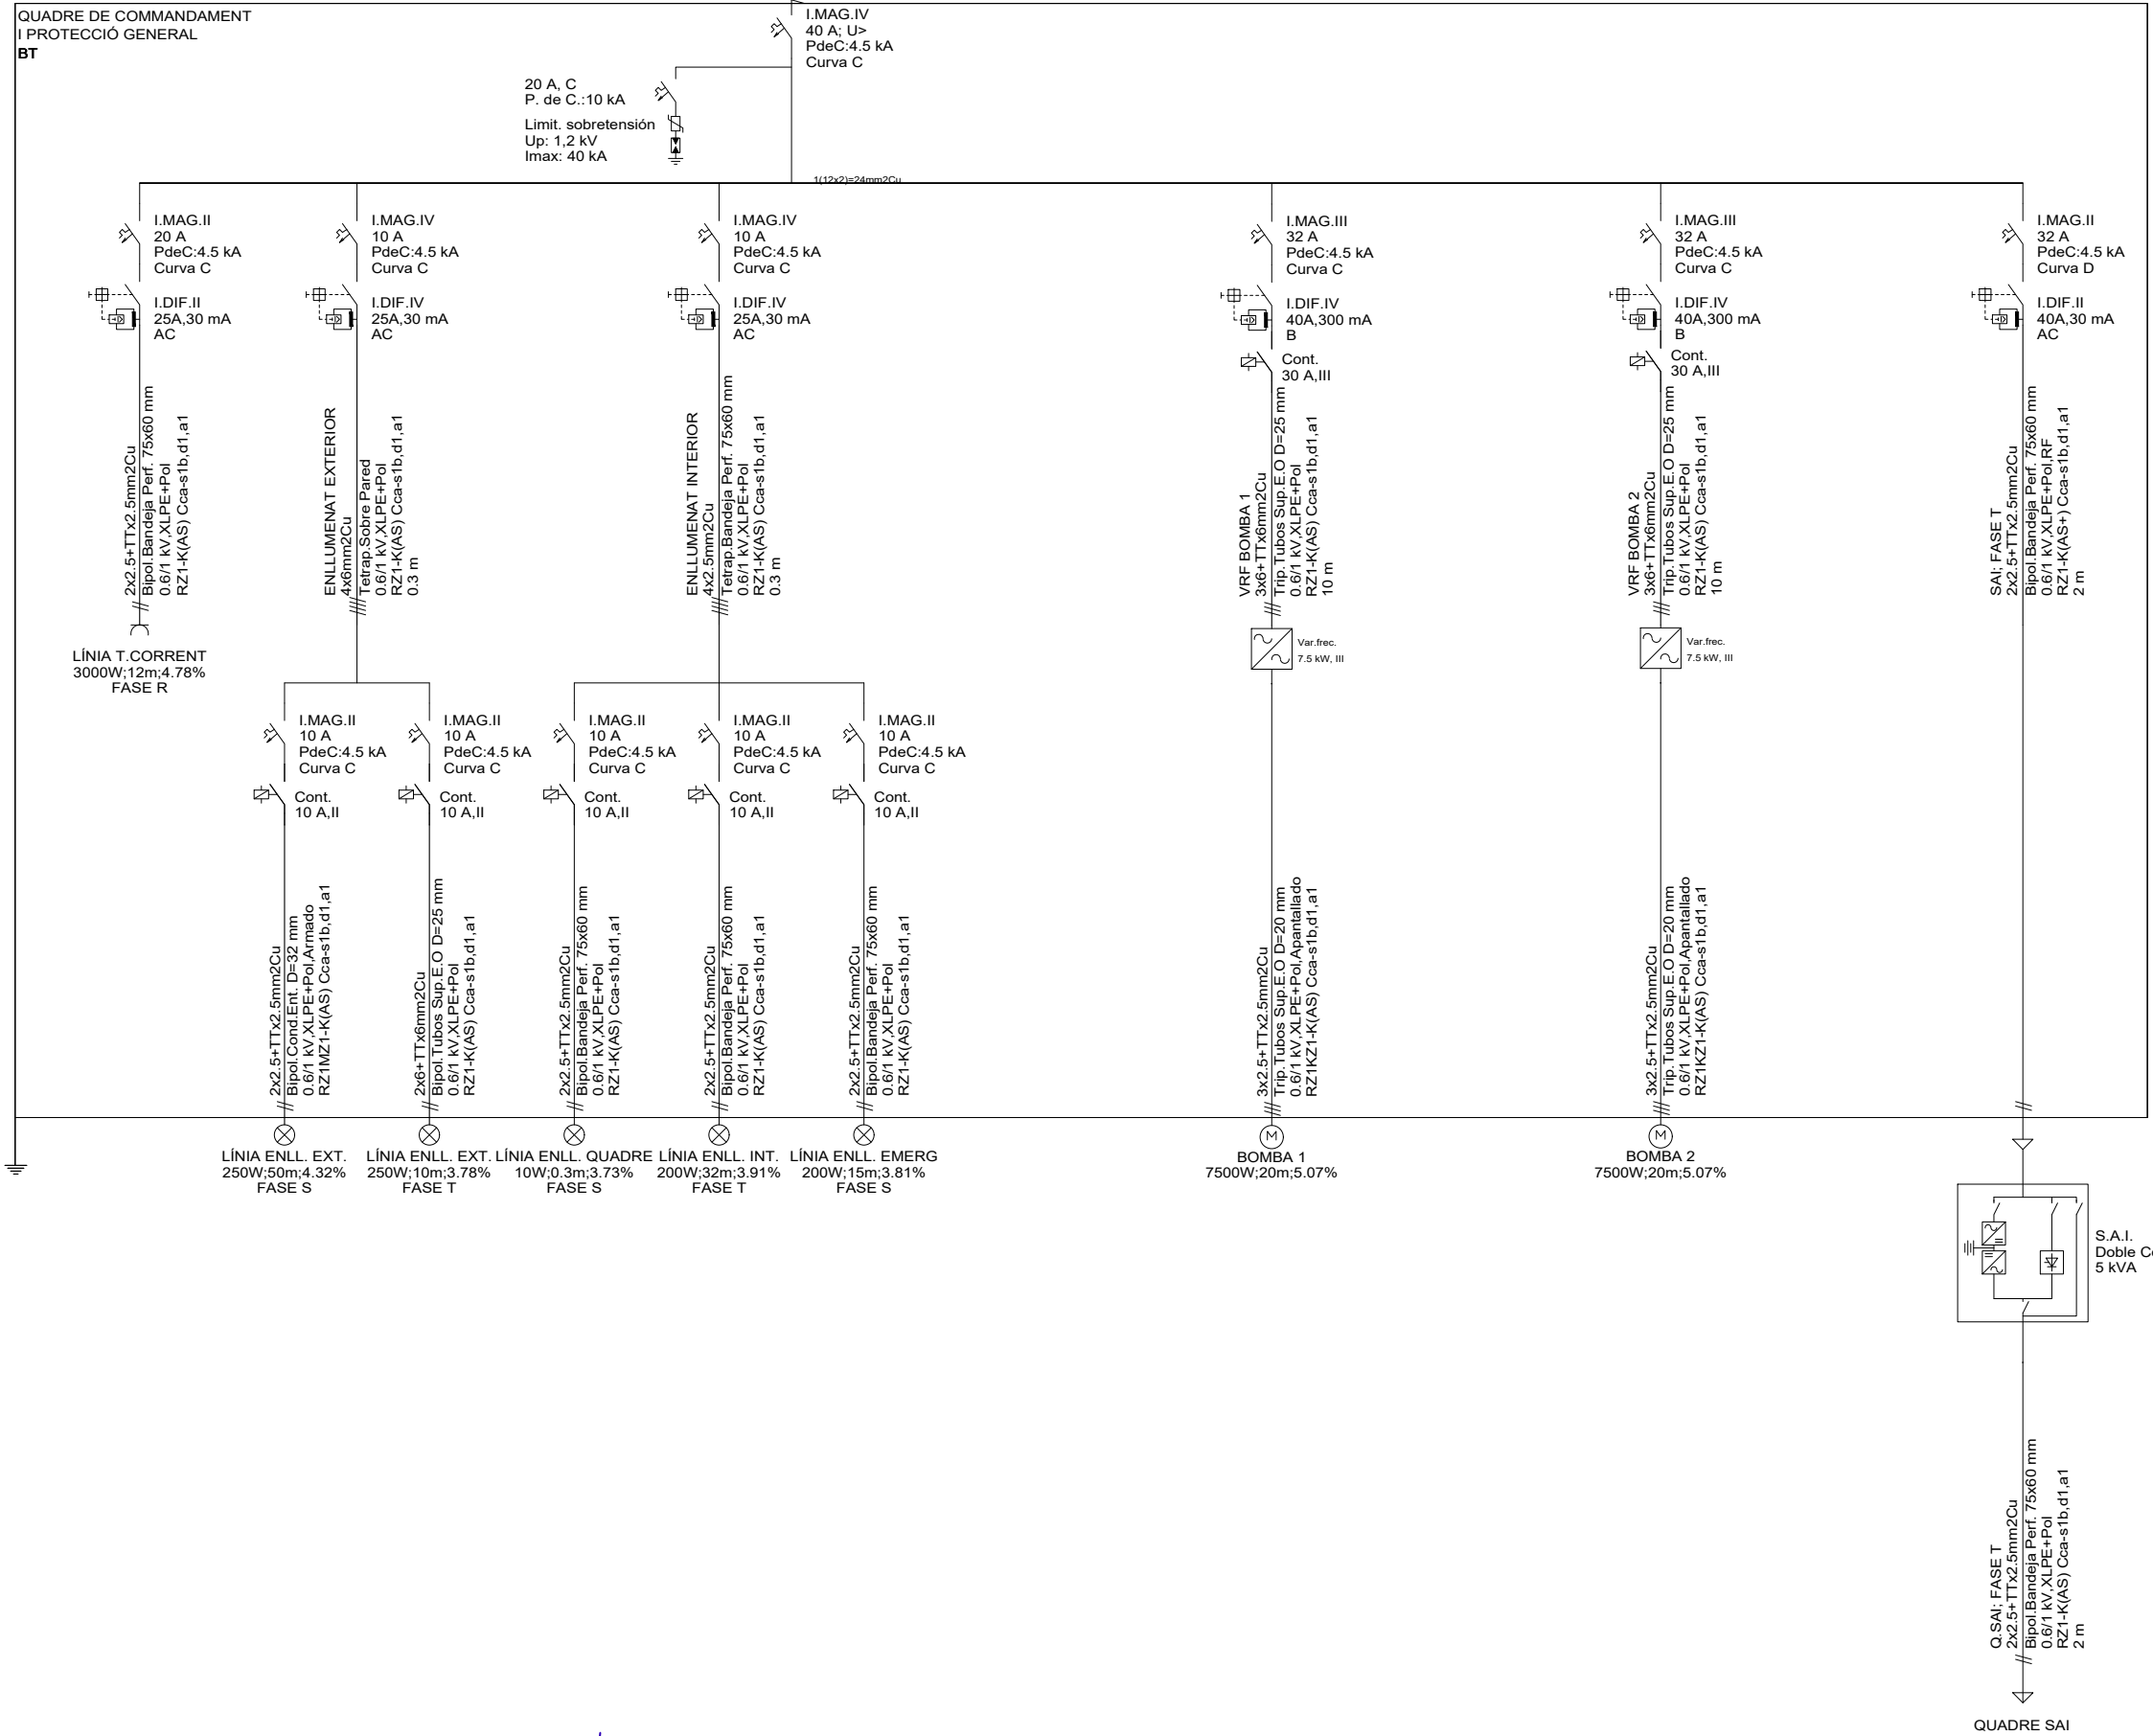 QUADRE DE COMMANDAMENT
I PROTECCIÓ GENERAL
BT
I.MAG.IV
40 A; U>
PdeC:4.5 kA
Curva C
20 A, C
P. de C.:10 kA
Limit. sobretensión
Up: 1,2 kV
Imax: 40 kA
1(12x2)=24mm2Cu
I.MAG.II
20 A
PdeC:4.5 kA
Curva C
I.DIF.II
25A,30 mA
AC
2x2.5+TTx2.5mm2Cu
Bipol.Bandeja Perf. 75x60 mm
0.6/1 kV,XLPE+Pol
RZ1-K(AS) Cca-s1b,d1,a1
LÍNIA T.CORRENT
3000W;12m;4.78%
FASE R
I.MAG.IV
10 A
PdeC:4.5 kA
Curva C
I.DIF.IV
25A,30 mA
AC
ENLLUMENAT EXTERIOR
4x6mm2Cu
Tetrap.Sobre Pared
0.6/1 kV,XLPE+Pol
RZ1-K(AS) Cca-s1b,d1,a1
0.3 m
I.MAG.IV
10 A
PdeC:4.5 kA
Curva C
I.DIF.IV
25A,30 mA
AC
ENLLUMENAT INTERIOR
4x2.5mm2Cu
Tetrap.Bandeja Perf. 75x60 mm
0.6/1 kV,XLPE+Pol
RZ1-K(AS) Cca-s1b,d1,a1
0.3 m
I.MAG.III
32 A
PdeC:4.5 kA
Curva C
I.DIF.IV
40A,300 mA
B
Cont.
30 A,III
VRF BOMBA 1
3x6+TTx6mm2Cu
Trip.Tubos Sup.E.O D=25 mm
0.6/1 kV,XLPE+Pol
RZ1-K(AS) Cca-s1b,d1,a1
10 m
Var.frec.
7.5 kW, III
I.MAG.III
32 A
PdeC:4.5 kA
Curva C
I.DIF.IV
40A,300 mA
B
Cont.
30 A,III
VRF BOMBA 2
3x6+TTx6mm2Cu
Trip.Tubos Sup.E.O D=25 mm
0.6/1 kV,XLPE+Pol
RZ1-K(AS) Cca-s1b,d1,a1
10 m
Var.frec.
7.5 kW, III
I.MAG.II
32 A
PdeC:4.5 kA
Curva D
I.DIF.II
40A,30 mA
AC
SAI; FASE T
2x2.5+TTx2.5mm2Cu
Bipol.Bandeja Perf. 75x60 mm
0.6/1 kV,XLPE+Pol,RF
RZ1-K(AS+) Cca-s1b,d1,a1
2 m
I.MAG.II
10 A
PdeC:4.5 kA
Curva C
Cont.
10 A,II
2x2.5+TTx2.5mm2Cu
Bipol.Cond.Ent. D=32 mm
0.6/1 kV,XLPE+Pol,Armado
RZ1MZ1-K(AS) Cca-s1b,d1,a1
LÍNIA ENLL. EXT.
250W;50m;4.32%
FASE S
I.MAG.II
10 A
PdeC:4.5 kA
Curva C
Cont.
10 A,II
2x6+TTx6mm2Cu
Bipol.Tubos Sup.E.O D=25 mm
0.6/1 kV,XLPE+Pol
RZ1-K(AS) Cca-s1b,d1,a1
LÍNIA ENLL. EXT.
250W;10m;3.78%
FASE T
I.MAG.II
10 A
PdeC:4.5 kA
Curva C
Cont.
10 A,II
2x2.5+TTx2.5mm2Cu
Bipol.Bandeja Perf. 75x60 mm
0.6/1 kV,XLPE+Pol
RZ1-K(AS) Cca-s1b,d1,a1
LÍNIA ENLL. QUADRE
10W;0.3m;3.73%
FASE S
I.MAG.II
10 A
PdeC:4.5 kA
Curva C
Cont.
10 A,II
2x2.5+TTx2.5mm2Cu
Bipol.Bandeja Perf. 75x60 mm
0.6/1 kV,XLPE+Pol
RZ1-K(AS) Cca-s1b,d1,a1
LÍNIA ENLL. INT.
200W;32m;3.91%
FASE T
I.MAG.II
10 A
PdeC:4.5 kA
Curva C
Cont.
10 A,II
2x2.5+TTx2.5mm2Cu
Bipol.Bandeja Perf. 75x60 mm
0.6/1 kV,XLPE+Pol
RZ1-K(AS) Cca-s1b,d1,a1
LÍNIA ENLL. EMERG
200W;15m;3.81%
FASE S
3x2.5+TTx2.5mm2Cu
Trip.Tubos Sup.E.O D=20 mm
0.6/1 kV,XLPE+Pol,Apantallado
RZ1KZ1-K(AS) Cca-s1b,d1,a1
M
BOMBA 1
7500W;20m;5.07%
3x2.5+TTx2.5mm2Cu
Trip.Tubos Sup.E.O D=20 mm
0.6/1 kV,XLPE+Pol,Apantallado
RZ1KZ1-K(AS) Cca-s1b,d1,a1
M
BOMBA 2
7500W;20m;5.07%
S.A.I.
Doble
5 kVA
Q.SAI; FASE T
2x2.5+TTx2.5mm2Cu
Bipol.Bandeja Perf. 75x60 mm
0.6/1 kV,XLPE+Pol
RZ1-K(AS) Cca-s1b,d1,a1
2 m
QUADRE SAI